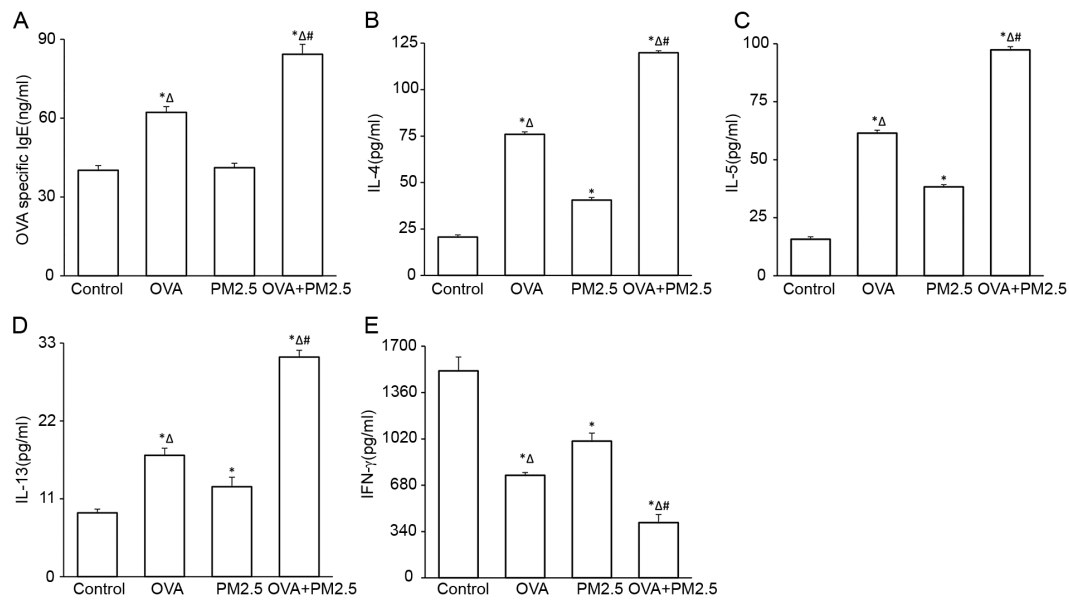 A
OVA specific IgE(ng/ml)
90
60
30
0
*Δ
*Δ#
Control OVA PM2.5 OVA+PM2.5
B
IL-4(pg/ml)
125
100
75
50
25
0
*Δ
*
*Δ#
Control OVA PM2.5 OVA+PM2.5
C
IL-5(pg/ml)
100
75
50
25
0
*Δ
*
*Δ#
Control OVA PM2.5 OVA+PM2.5
D
IL-13(pg/ml)
33
22
11
0
*Δ
*
*Δ#
Control OVA PM2.5 OVA+PM2.5
E
IFN-γ(pg/ml)
1700
1360
1020
680
340
0
*Δ
*
*Δ#
Control OVA PM2.5 OVA+PM2.5